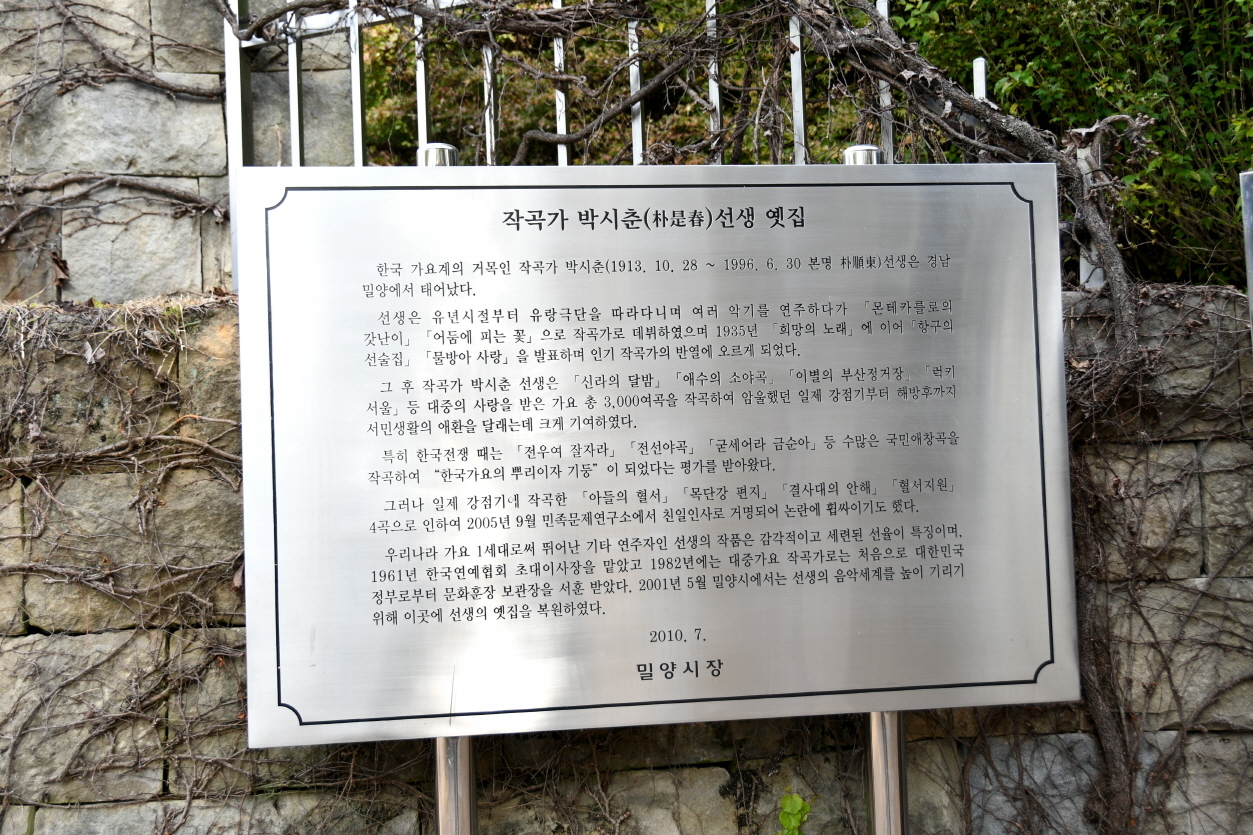 작곡가 박시춘(朴是春)선생 옛집
한국 가요계의 거목인 작곡가 박시춘(1913. 10. 28 ~ 1996. 6. 30 본명 朴順東)선생은 경남
밀양에서 태어났다.
선생은 유년시절부터 유랑극단을 따라다니며 여러 악기를 연주하다가 「몬테카를로의
갓난이」「어둠에 피는 꽃」으로 작곡가로 데뷔하였으며 1935년 「희망의 노래」에 이어「항구의
선술집」「물방아 사랑」을 발표하며 인기 작곡가의 반열에 오르게 되었다.
그 후 작곡가 박시춘 선생은 「신라의 달밤」「애수의 소야곡」「이별의 부산정거장」「럭키
서울」등 대중의 사랑을 받은 가요 총 3,000여곡을 작곡하여 암울했던 일제 강점기부터 해방후까지
서민생활의 애환을 달래는데 크게 기여하였다.
특히 한국전쟁 때는 「전우여 잘자라」「전선야곡」「굳세어라 금순아」등 수많은 국민애창곡을
작곡하여 “한국가요의 뿌리이자 기둥”이 되었다는 평가를 받아왔다.
그러나 일제 강점기에 작곡한 「아들의 혈서」「목단강 편지」「결사대의 안해」「혈서지원」
4곡으로 인하여 2005년 9월 민족문제연구소에서 친일인사로 거명되어 논란에 휩싸이기도 했다.
우리나라 가요 1세대로써 뛰어난 기타 연주자인 선생의 작품은 감각적이고 세련된 선율이 특징이며,
1961년 한국연예협회 초대이사장을 맡았고 1982년에는 대중가요 작곡가로는 처음으로 대한민국
정부로부터 문화훈장 보관장을 서훈 받았다. 2001년 5월 밀양시에서는 선생의 음악세계를 높이 기리기
위해 이곳에 선생의 옛집을 복원하였다.
2010. 7.
밀양시장